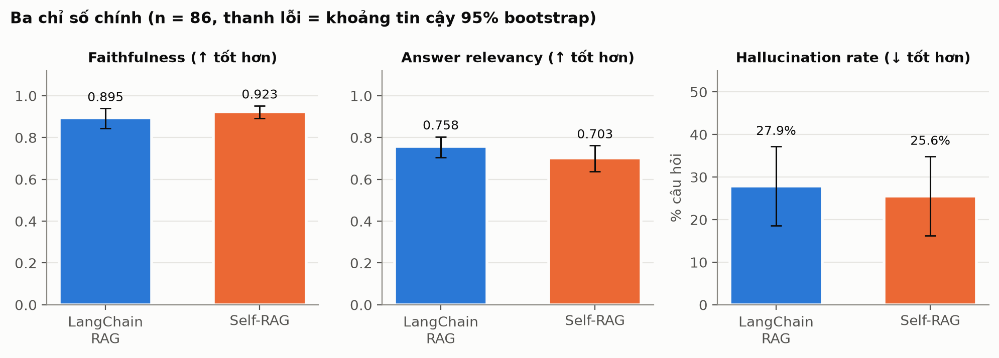 Ba chỉ số chính (n = 86, thanh lỗi = khoảng tin cậy 95% bootstrap)
Faithfulness (↑ tốt hơn)
1.0
0.8
0.6
0.4
0.2
0.0
0.895
0.923
LangChain
RAG
Self-RAG
Answer relevancy (↑ tốt hơn)
1.0
0.8
0.6
0.4
0.2
0.0
0.758
0.703
LangChain
RAG
Self-RAG
Hallucination rate (↓ tốt hơn)
% câu hỏi
50
40
30
20
10
0
27.9%
25.6%
LangChain
RAG
Self-RAG